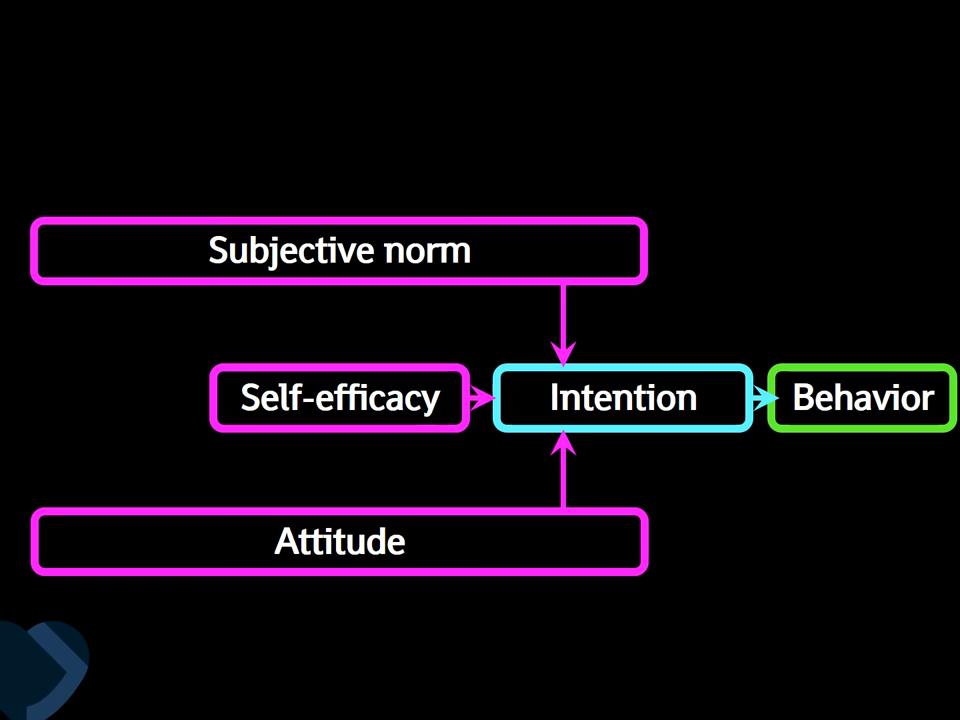 Subjective norm
Self-efficacy
Intention
Behavior
Attitude